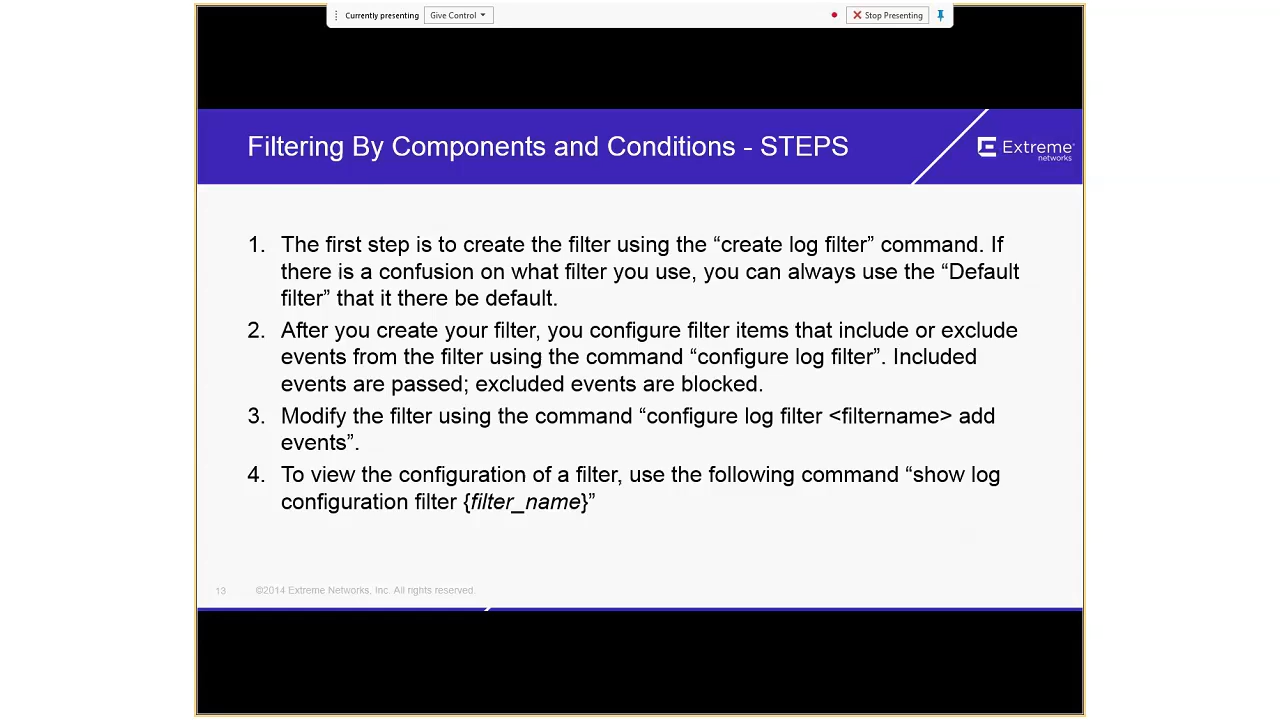 Currently presenting Give Control Stop Presenting
Filtering By Components and Conditions - STEPS
Extreme
networks
1. The first step is to create the filter using the “create log filter” command. If
there is a confusion on what filter you use, you can always use the “Default
filter” that it there be default.
2. After you create your filter, you configure filter items that include or exclude
events from the filter using the command “configure log filter”. Included
events are passed; excluded events are blocked.
3. Modify the filter using the command “configure log filter <filtername> add
events”.
4. To view the configuration of a filter, use the following command “show log
configuration filter {filter_name}”
13 ©2014 Extreme Networks, Inc. All rights reserved.